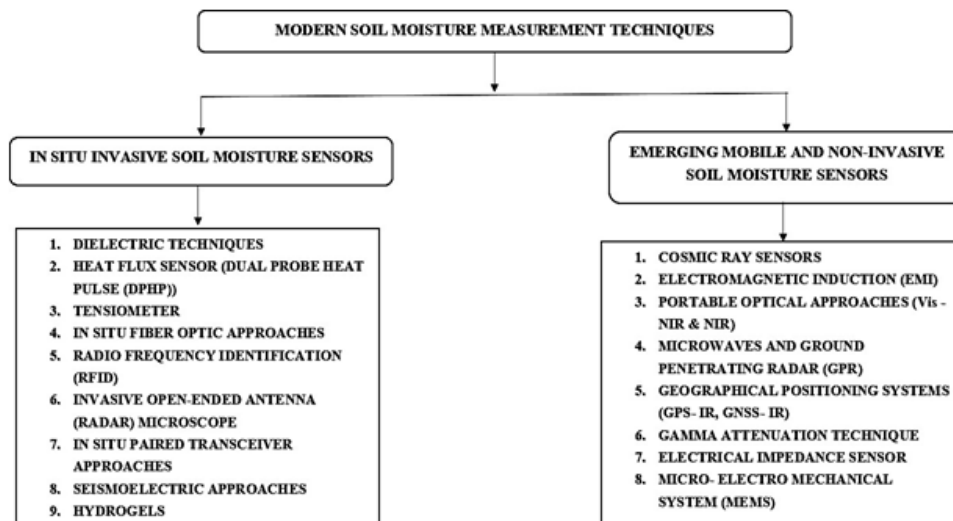 MODERN SOIL MOISTURE MEASUREMENT TECHNIQUES
IN SITU INVASIVE SOIL MOISTURE SENSORS
EMERGING MOBILE AND NON-INVASIVE
SOIL MOISTURE SENSORS
1. DIELECTRIC TECHNIQUES
2. HEAT FLUX SENSOR (DUAL PROBE HEAT
PULSE (DPHP))
3. TENSIOMETER
4. IN SITU FIBER OPTIC APPROACHES
5. RADIO FREQUENCY IDENTIFICATION
(RFID)
6. INVASIVE OPEN-ENDED ANTENNA
(RADAR) MICROSCOPE
7. IN SITU PAIRED TRANSCEIVER
APPROACHES
8. SEISMOELECTRIC APPROACHES
9. HYDROGELS
1. COSMIC RAY SENSORS
2. ELECTROMAGNETIC INDUCTION (EMI)
3. PORTABLE OPTICAL APPROACHES (Vis -
NIR & NIR)
4. MICROWAVES AND GROUND
PENETRATING RADAR (GPR)
5. GEOGRAPHICAL POSITIONING SYSTEMS
(GPS- IR, GNSS- IR)
6. GAMMA ATTENUATION TECHNIQUE
7. ELECTRICAL IMPEDANCE SENSOR
8. MICRO- ELECTRO MECHANICAL
SYSTEM (MEMS)